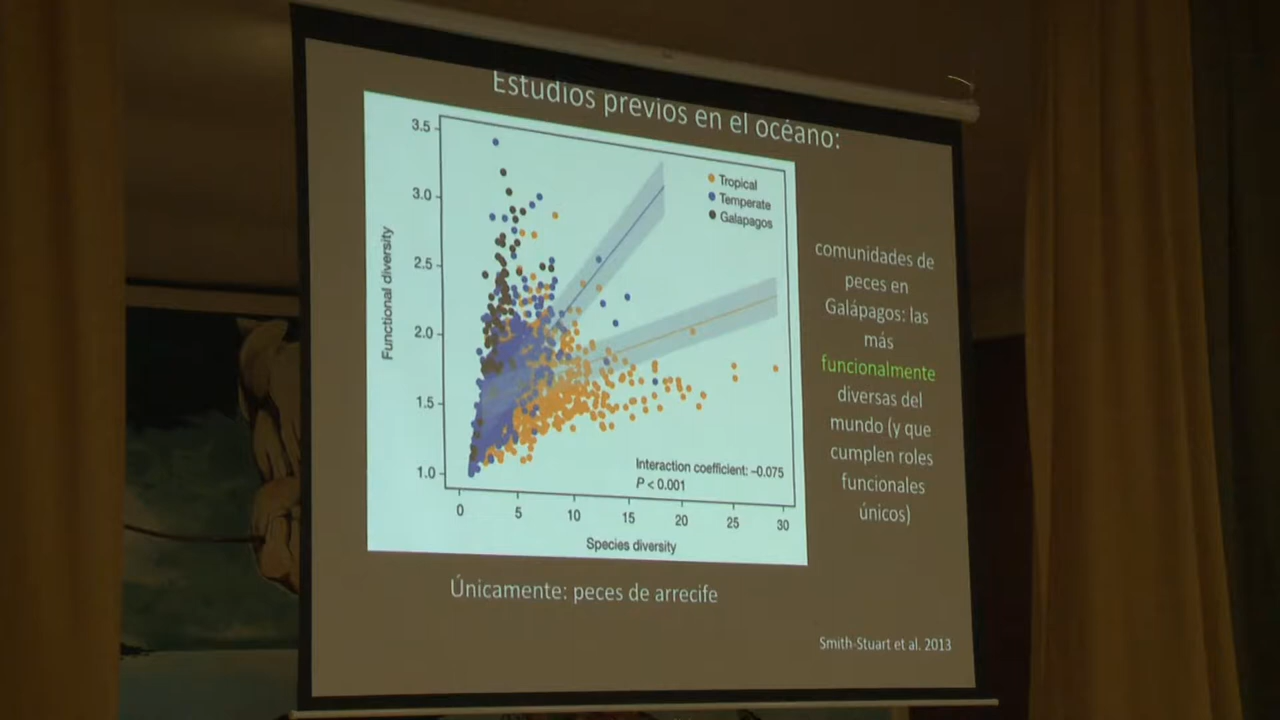 Estudios previos en el océano:
3.5
3.0
2.5
2.0
1.5
1.0
Functional diversity
Tropical
Temperate
Galapagos
Interaction coefficient: –0.075
P < 0.001
0 5 10 15 20 25 30
Species diversity
comunidades de
peces en
Galápagos: las
más
funcionalmente
diversas del
mundo (y que
cumplen roles
funcionales
únicos)
Únicamente: peces de arrecife
Smith-Stuart et al. 2013